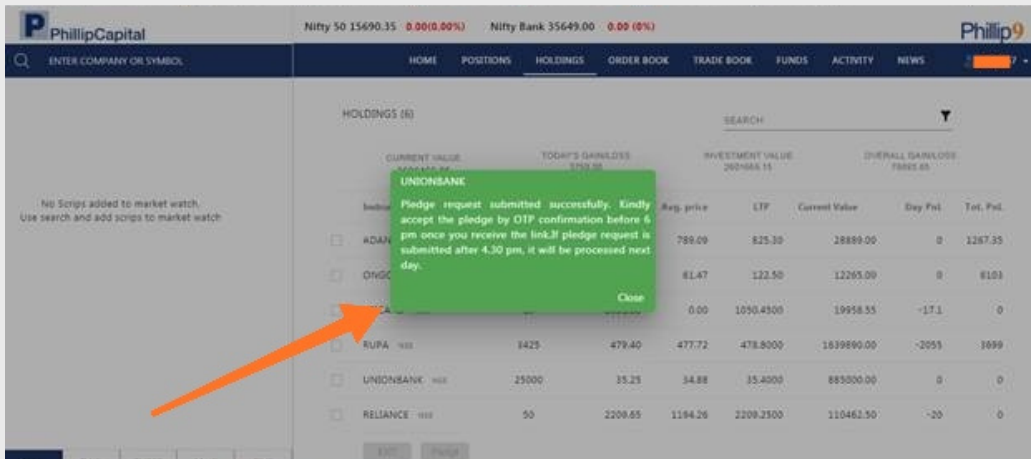 PhillipCapital
Nifty 50 15690.35 0.00(0.00%) Nifty Bank 35649.00 0.00 (0%)
Phillip9
ENTER COMPANY OR SYMBOL
HOME POSITIONS HOLDINGS ORDER BOOK TRADE BOOK FUNDS ACTIVITY NEWS
HOLDINGS (6)
SEARCH
CURRENT VALUE TODAY'S GAIN/LOSS INVESTMENT VALUE OVERALL GAIN/LOSS
No Scrips added to market watch.
Use search and add scrips to market watch
UNIONBANK
Pledge request submitted successfully. Kindly
accept the pledge by OTP confirmation before 6
pm once you receive the link.If pledge request is
submitted after 4.30 pm, it will be processed next
day.
Close
Avg. price LTP Current Value Day Pnl. Tot. Pnl.
ADAN 789.09 825.30 28889.00 0 1267.35
ONGC 61.47 122.50 12265.00 0 6103
0.00 1050.4500 19958.55 -17.1 0
RUPA NSE 3425 479.40 477.72 478.8000 1639890.00 -2055 3699
UNIONBANK NSE 25000 35.25 34.88 35.4000 885000.00 0 0
RELIANCE NSE 50 2209.65 1194.26 2209.2500 110462.50 -20 0
EXIT Pledge